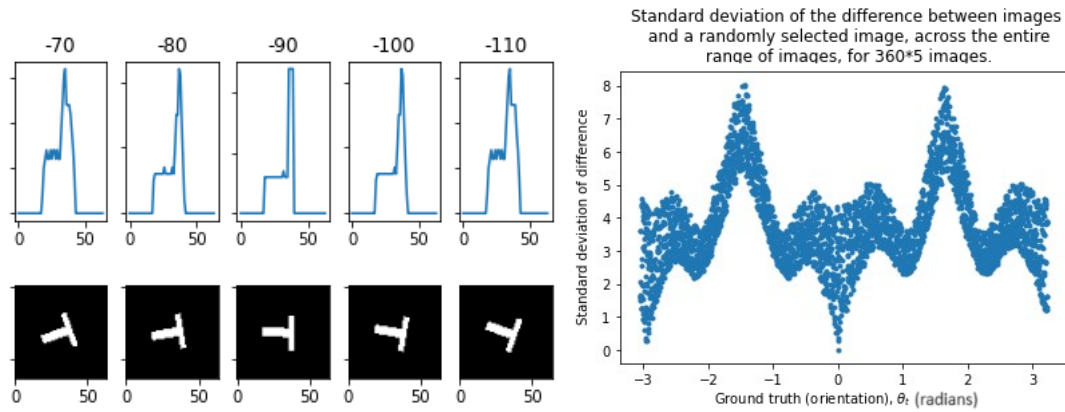 -70 -80 -90 -100 -110
0 50 0 50 0 50 0 50 0 50
0 50 0 50 0 50 0 50 0 50
Standard deviation of the difference between images
and a randomly selected image, across the entire
range of images, for 360*5 images.
Standard deviation of difference
8
7
6
5
4
3
2
1
0
−3 −2 −1 0 1 2 3
Ground truth (orientation), θt (radians)